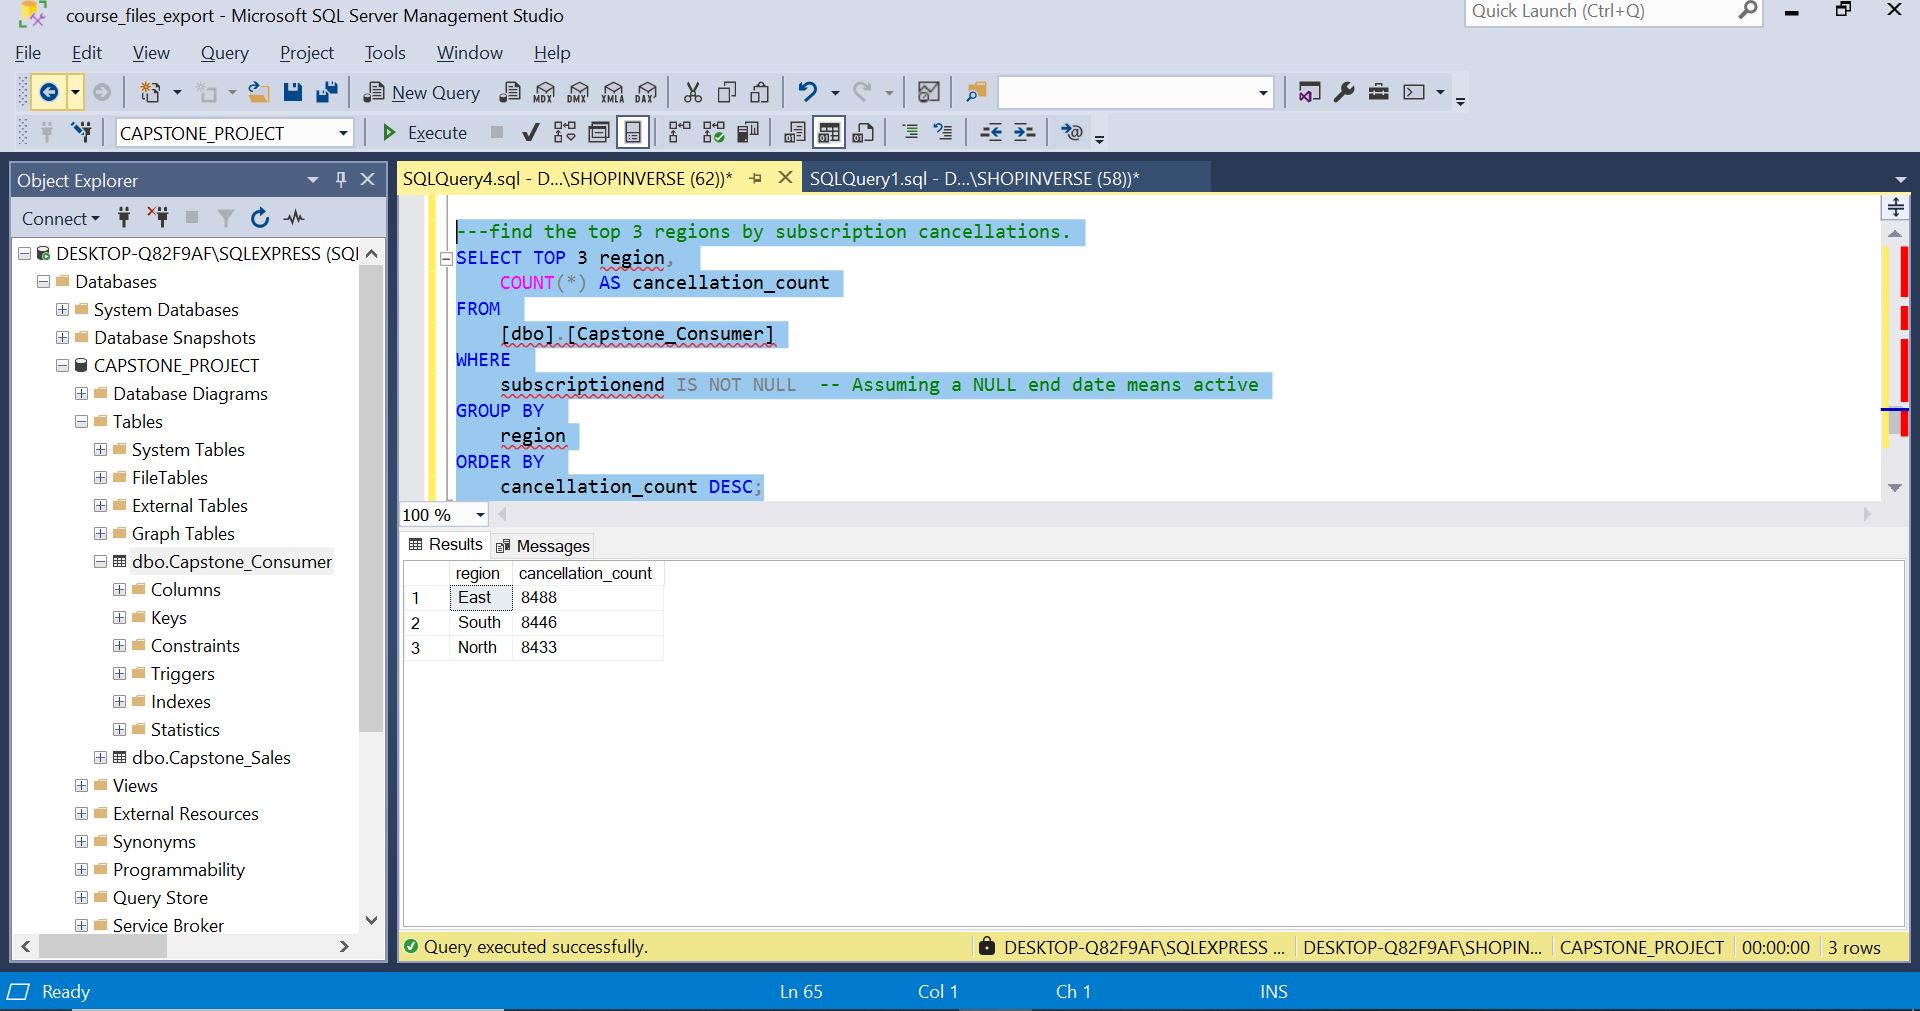 course_files_export - Microsoft SQL Server Management Studio
Quick Launch (Ctrl+Q)
File Edit View Query Project Tools Window Help
New Query MDX DMX XMLA DAX
CAPSTONE_PROJECT Execute
Object Explorer
Connect
DESKTOP-Q82F9AF\SQLEXPRESS (SQL
Databases
System Databases
Database Snapshots
CAPSTONE_PROJECT
Database Diagrams
Tables
System Tables
FileTables
External Tables
Graph Tables
dbo.Capstone_Consumer
Columns
Keys
Constraints
Triggers
Indexes
Statistics
dbo.Capstone_Sales
Views
External Resources
Synonyms
Programmability
Query Store
Service Broker
SQLQuery4.sql - D...\SHOPINVERSE (62))* SQLQuery1.sql - D...\SHOPINVERSE (58))*
---find the top 3 regions by subscription cancellations.
SELECT TOP 3 region,
COUNT(*) AS cancellation_count
FROM
[dbo].[Capstone_Consumer]
WHERE
subscriptionend IS NOT NULL -- Assuming a NULL end date means active
GROUP BY
region
ORDER BY
cancellation_count DESC;
100 %
Results Messages
region cancellation_count
1 East 8488
2 South 8446
3 North 8433
Query executed successfully. DESKTOP-Q82F9AF\SQLEXPRESS ... DESKTOP-Q82F9AF\SHOPIN... CAPSTONE_PROJECT 00:00:00 3 rows
Ready Ln 65 Col 1 Ch 1 INS